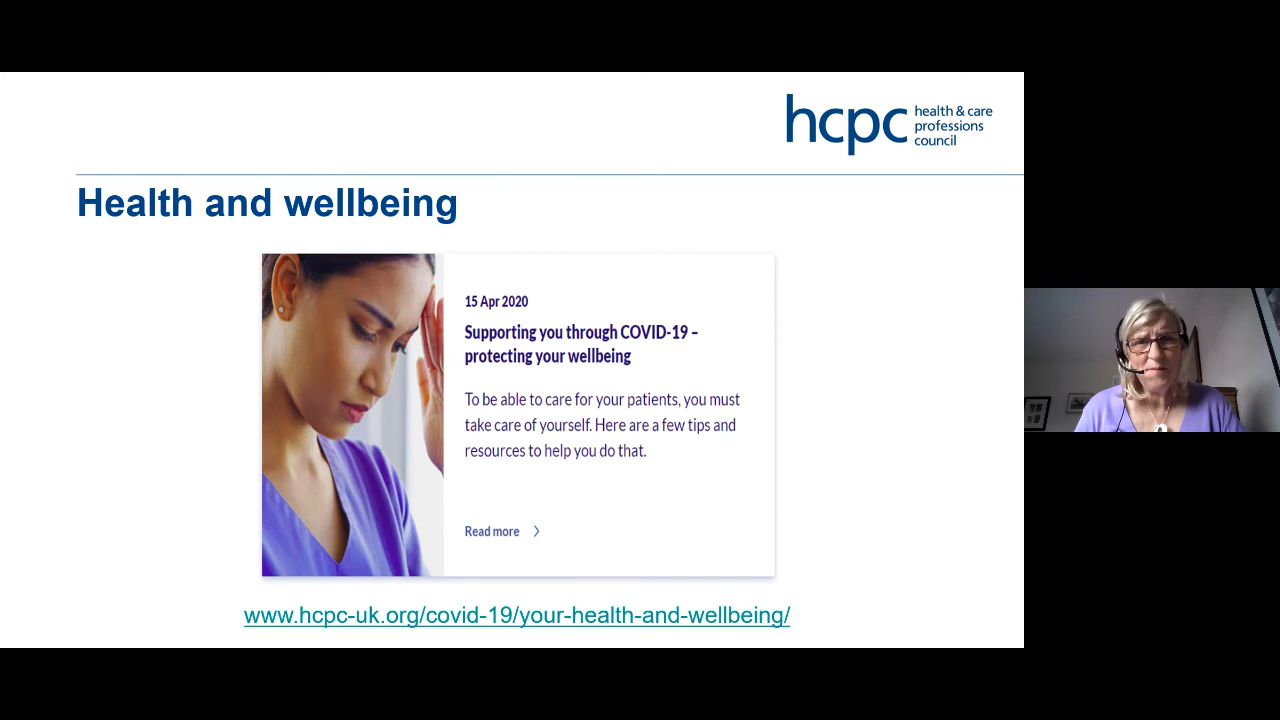 hcpc health & care
professions
council
Health and wellbeing
15 Apr 2020
Supporting you through COVID-19 –
protecting your wellbeing
To be able to care for your patients, you must
take care of yourself. Here are a few tips and
resources to help you do that.
Read more
www.hcpc-uk.org/covid-19/your-health-and-wellbeing/